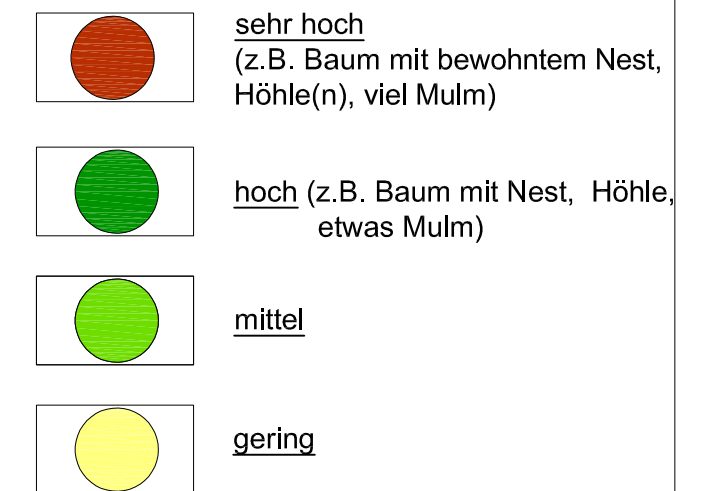 sehr hoch
(z.B. Baum mit bewohntem Nest,
Höhle(n), viel Mulm)
hoch (z.B. Baum mit Nest, Höhle,
etwas Mulm)
mittel
gering